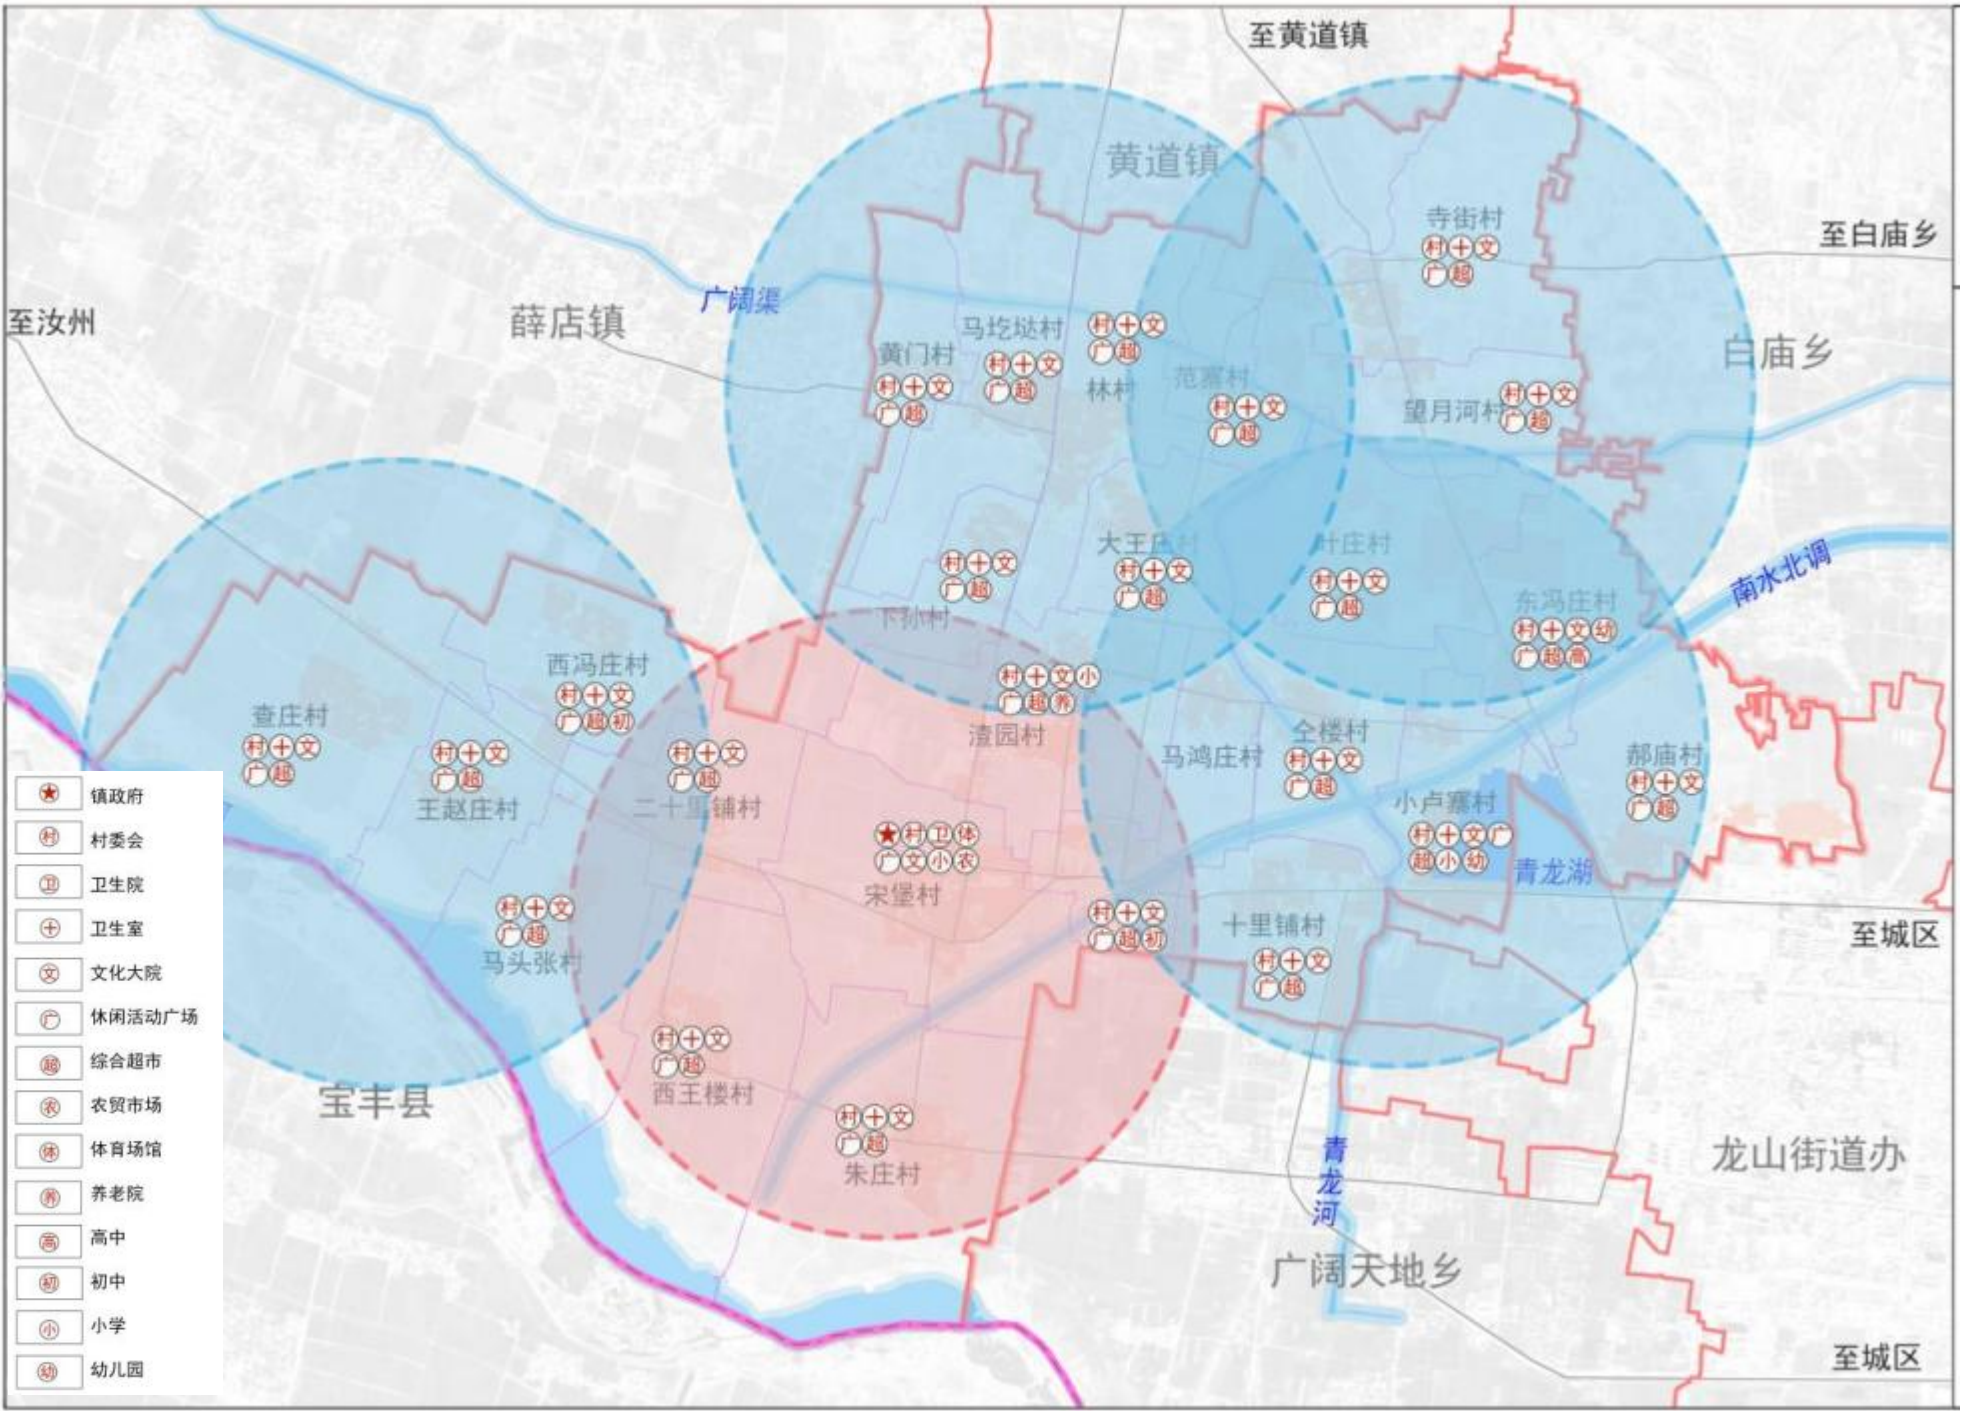 至黄道镇
黄道镇
寺街村
村十文
广超
至白庙乡
广阔渠
薛店镇
至汝州
马圪垯村
村十文
广超
黄门村
村十文
广超
村十文
广超
林村
范寨村
村十文
广超
望月河村
村十文
广超
白庙乡
大王庄村
村十文
广超
村十文
广超
下孙村
叶庄村
村十文
广超
东冯庄村
村十文幼
广超高
南水北调
西冯庄村
村十文
广超初
查庄村
村十文
广超
村十文
广超
王赵庄村
村十文
广超
二十里铺村
村十文小
广超养
渣园村
马鸿庄村
全楼村
村十文
广超
郝庙村
村十文
广超
小卢寨村
村十文广
超小幼
青龙湖
★村卫体
广文小农
宋堡村
村十文
广超
马头张村
村十文
广超初
十里铺村
村十文
广超
至城区
村十文
广超
西王楼村
村十文
广超
朱庄村
宝丰县
青龙河
龙山街道办
广阔天地乡
至城区
★ 镇政府
村 村委会
卫 卫生院
十 卫生室
文 文化大院
广 休闲活动广场
超 综合超市
农 农贸市场
体 体育场馆
养 养老院
高 高中
初 初中
小 小学
幼 幼儿园